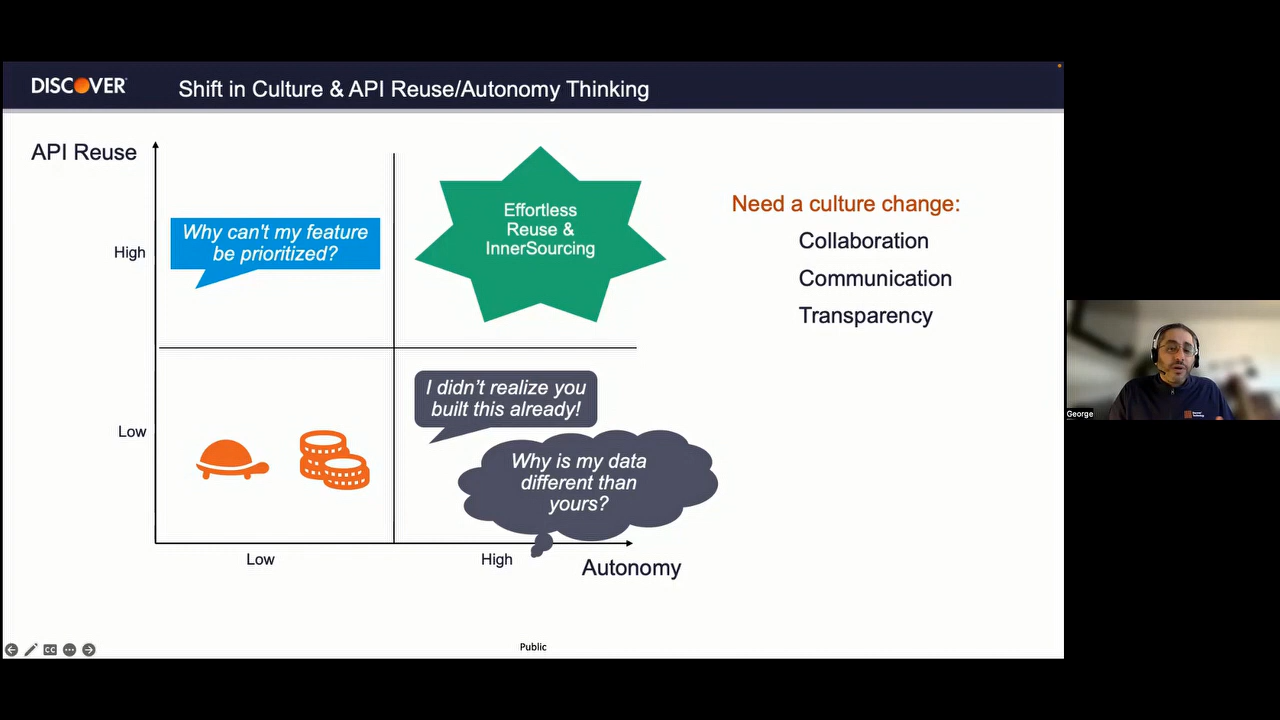 DISCOVER
Shift in Culture & API Reuse/Autonomy Thinking
API Reuse
High
Low
Why can't my feature
be prioritized?
Effortless
Reuse &
InnerSourcing
I didn't realize you
built this already!
Why is my data
different than
yours?
Low
High
Autonomy
Need a culture change:
Collaboration
Communication
Transparency
George
CC
Public